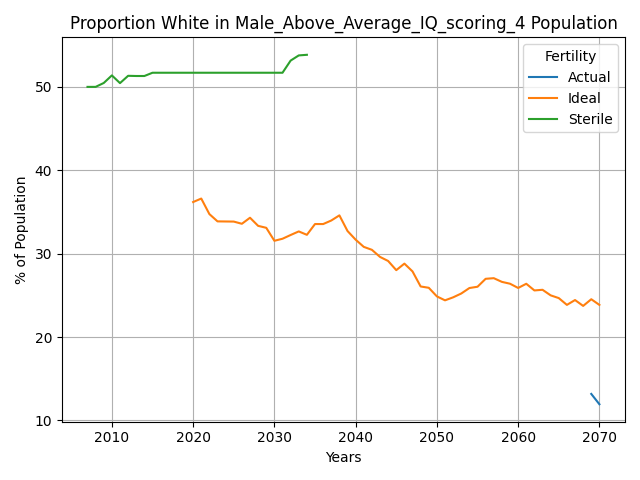 Proportion White in Male_Above_Average_IQ_scoring_4 Population
Fertility
Actual
Ideal
Sterile
% of Population
50
40
30
20
10
2010 2020 2030 2040 2050 2060 2070
Years